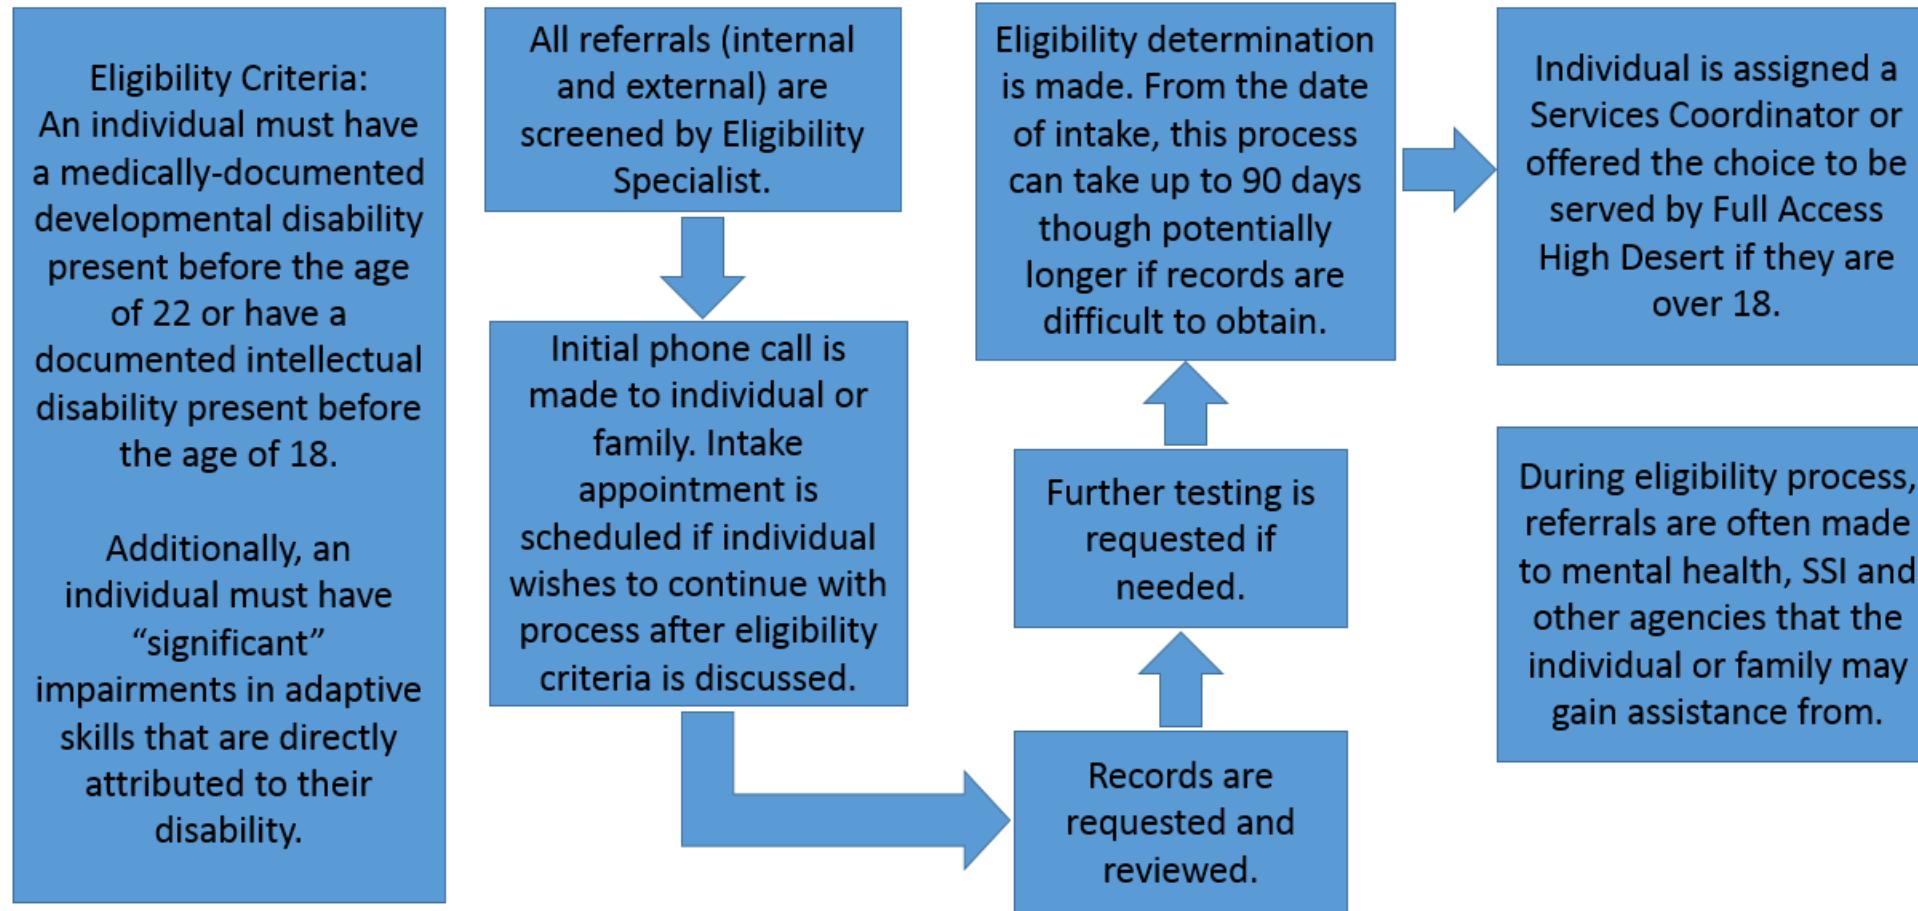 Eligibility Criteria:
An individual must have
a medically-documented
developmental disability
present before the age
of 22 or have a
documented intellectual
disability present before
the age of 18.
Additionally, an
individual must have
“significant”
impairments in adaptive
skills that are directly
attributed to their
disability.
All referrals (internal
and external) are
screened by Eligibility
Specialist.
Initial phone call is
made to individual or
family. Intake
appointment is
scheduled if individual
wishes to continue with
process after eligibility
criteria is discussed.
Records are
requested and
reviewed.
Further testing is
requested if
needed.
Eligibility determination
is made. From the date
of intake, this process
can take up to 90 days
though potentially
longer if records are
difficult to obtain.
Individual is assigned a
Services Coordinator or
offered the choice to be
served by Full Access
High Desert if they are
over 18.
During eligibility process,
referrals are often made
to mental health, SSI and
other agencies that the
individual or family may
gain assistance from.